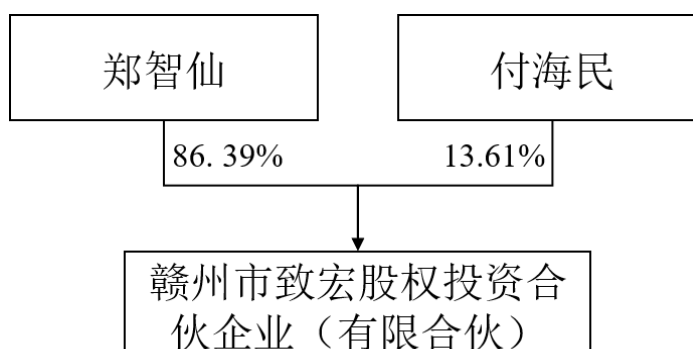 郑智仙
付海民
86. 39%
13.61%
赣州市致宏股权投资合
伙企业（有限合伙）